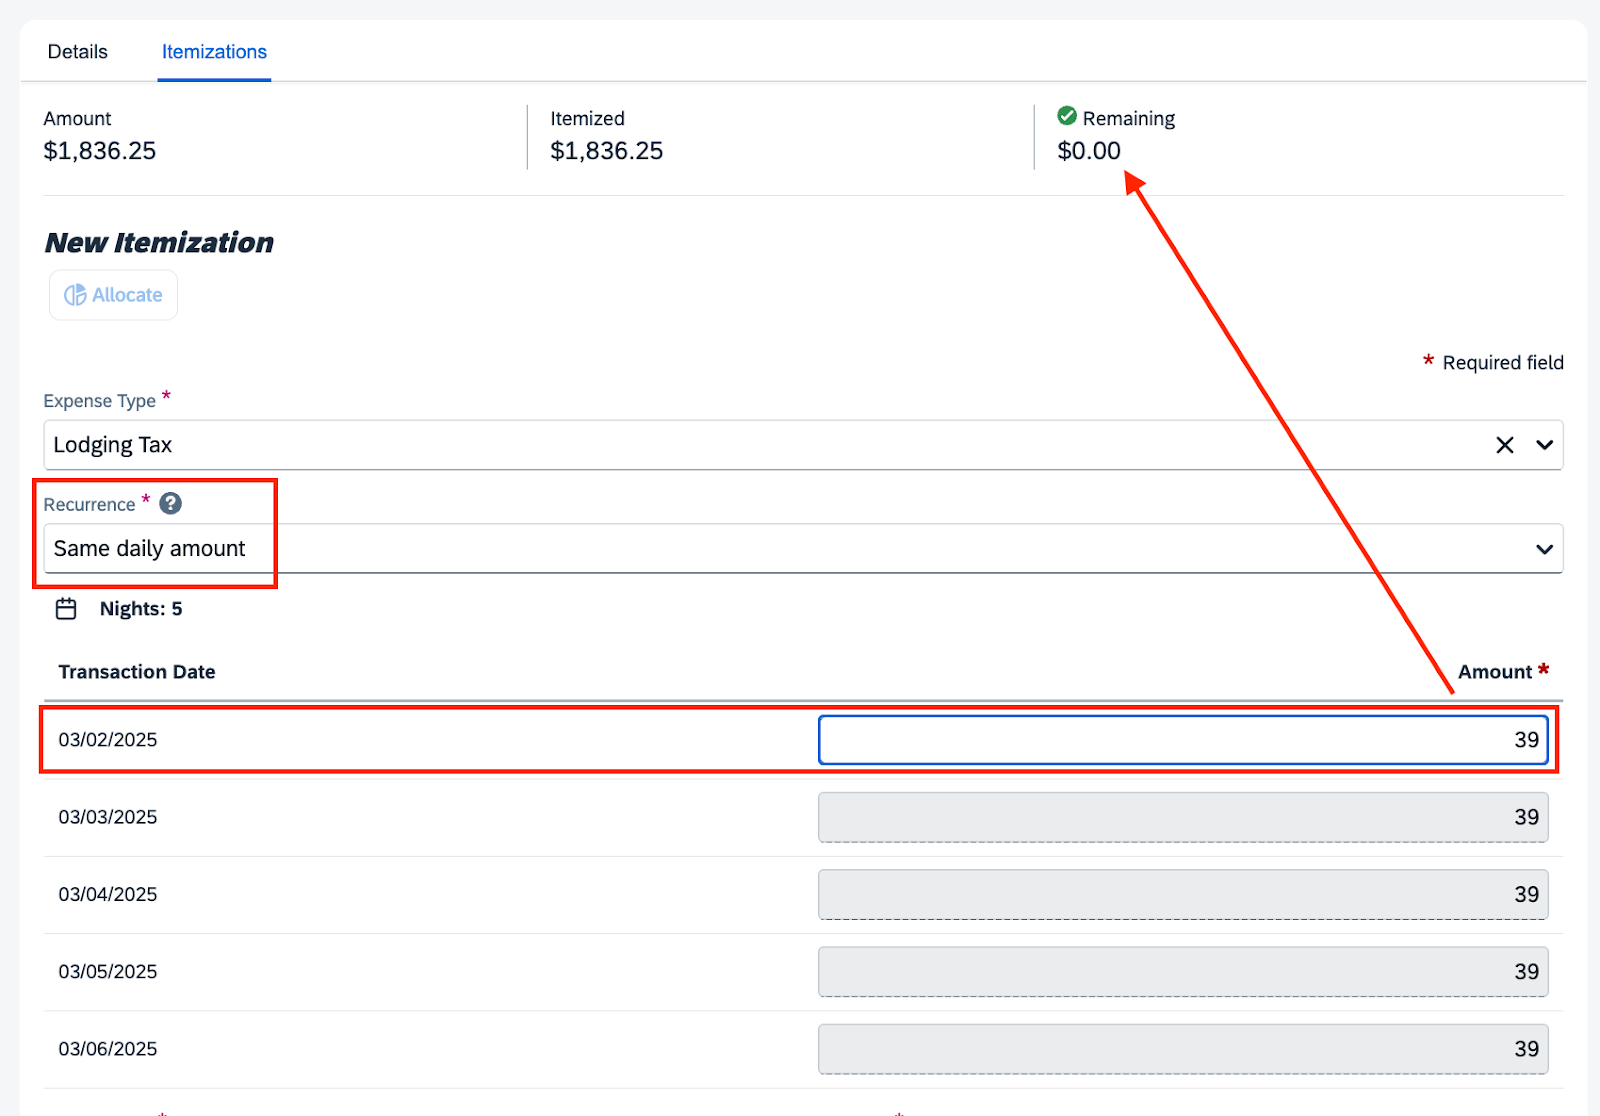 Details Itemizations
Amount Itemized Remaining
$1,836.25 $1,836.25 $0.00
New Itemization
Allocate
* Required field
Expense Type *
Lodging Tax
Recurrence * ?
Same daily amount
Nights: 5
Transaction Date Amount *
03/02/2025 39
03/03/2025 39
03/04/2025 39
03/05/2025 39
03/06/2025 39
* *